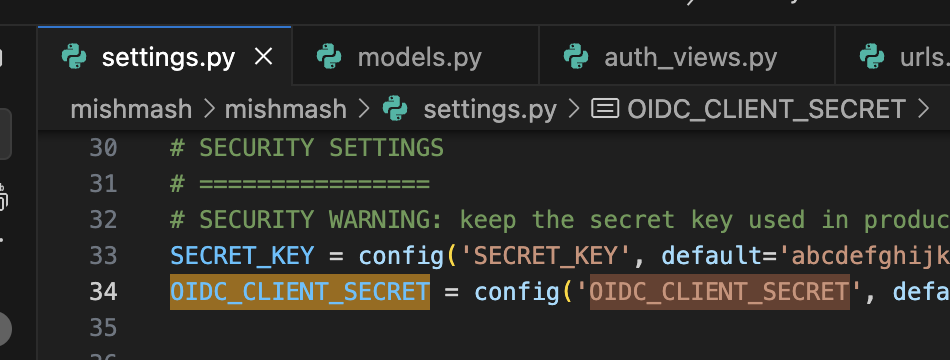 settings.py models.py auth_views.py urls.
mishmash > mishmash > settings.py > OIDC_CLIENT_SECRET >
30 # SECURITY SETTINGS
31 # ================
32 # SECURITY WARNING: keep the secret key used in produc
33 SECRET_KEY = config('SECRET_KEY', default='abcdefghijk
34 OIDC_CLIENT_SECRET = config('OIDC_CLIENT_SECRET', defa
35